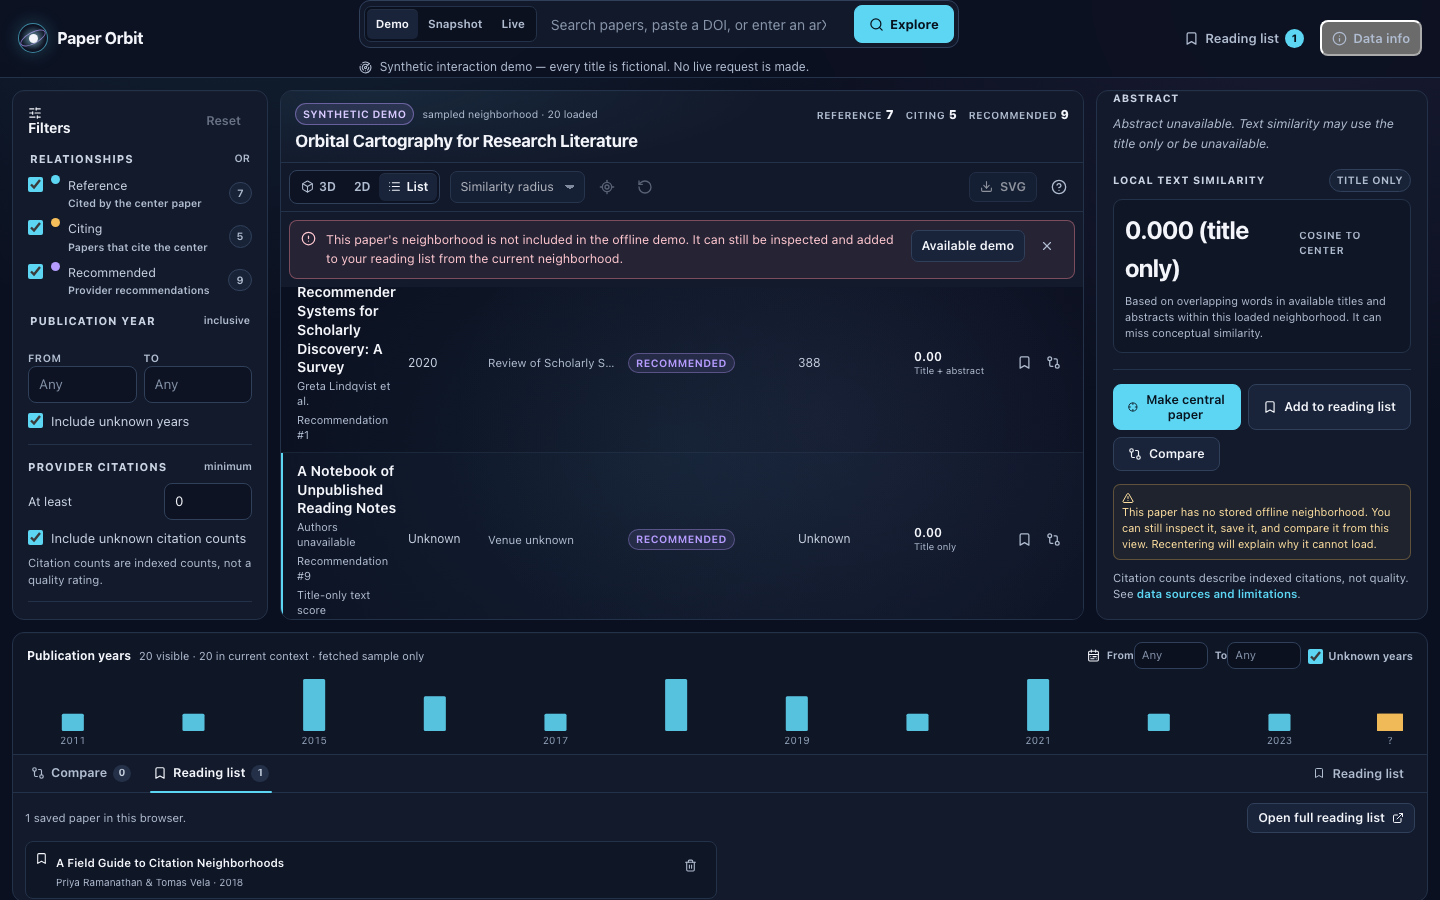 Paper Orbit
Demo Snapshot Live Search papers, paste a DOI, or enter an ar Explore
Synthetic interaction demo — every title is fictional. No live request is made.
Reading list 1 Data info
Filters Reset
RELATIONSHIPS OR
Reference 7
Cited by the center paper
Citing 5
Papers that cite the center
Recommended 9
Provider recommendations
PUBLICATION YEAR inclusive
FROM TO
Any Any
Include unknown years
PROVIDER CITATIONS minimum
At least 0
Include unknown citation counts
Citation counts are indexed counts, not a
quality rating.
SYNTHETIC DEMO sampled neighborhood · 20 loaded
REFERENCE 7 CITING 5 RECOMMENDED 9
Orbital Cartography for Research Literature
3D 2D List Similarity radius SVG
This paper's neighborhood is not included in the offline demo. It can still be inspected and added
to your reading list from the current neighborhood.
Available demo
Recommender
Systems for
Scholarly
Discovery: A
Survey
Greta Lindqvist et
al.
Recommendation
#1
2020 Review of Scholarly S... RECOMMENDED 388 0.00
Title + abstract
A Notebook of
Unpublished
Reading Notes
Authors
unavailable
Recommendation
#9
Title-only text
score
Unknown Venue unknown RECOMMENDED Unknown 0.00
Title only
ABSTRACT
Abstract unavailable. Text similarity may use the
title only or be unavailable.
LOCAL TEXT SIMILARITY TITLE ONLY
0.000 (title
only)
COSINE TO
CENTER
Based on overlapping words in available titles and
abstracts within this loaded neighborhood. It can
miss conceptual similarity.
Make central
paper
Add to reading list
Compare
This paper has no stored offline neighborhood. You
can still inspect it, save it, and compare it from this
view. Recentering will explain why it cannot load.
Citation counts describe indexed citations, not quality.
See data sources and limitations.
Publication years 20 visible · 20 in current context · fetched sample only
From Any To Any Unknown years
2011 2015 2017 2019 2021 2023 ?
Compare 0 Reading list 1 Reading list
1 saved paper in this browser.
Open full reading list
A Field Guide to Citation Neighborhoods
Priya Ramanathan & Tomas Vela · 2018